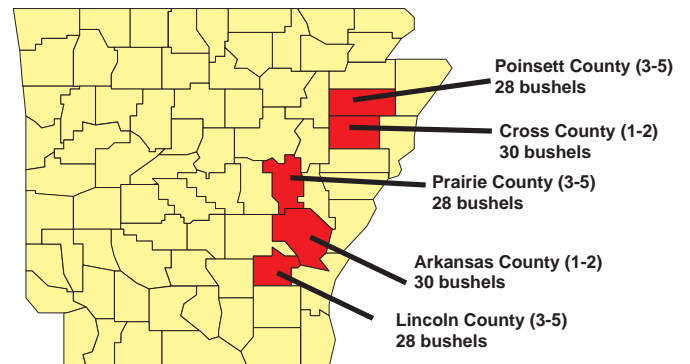 Poinsett County (3-5)
28 bushels
Cross County (1-2)
30 bushels
Prairie County (3-5)
28 bushels
Arkansas County (1-2)
30 bushels
Lincoln County (3-5)
28 bushels